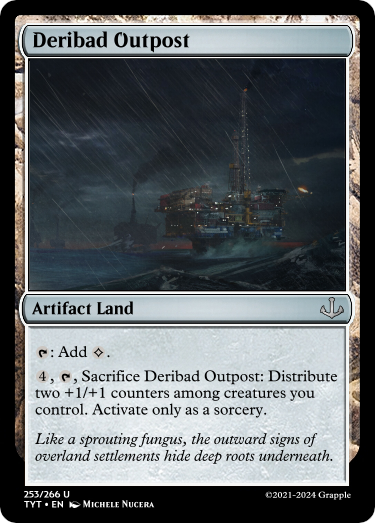 Deribad Outpost
Artifact Land
: Add .
4, , Sacrifice Deribad Outpost: Distribute
two +1/+1 counters among creatures you
control. Activate only as a sorcery.
Like a sprouting fungus, the outward signs of
overland settlements hide deep roots underneath.
253/266 U
TYT • EN Michele Nucera
©2021-2024 Grapple